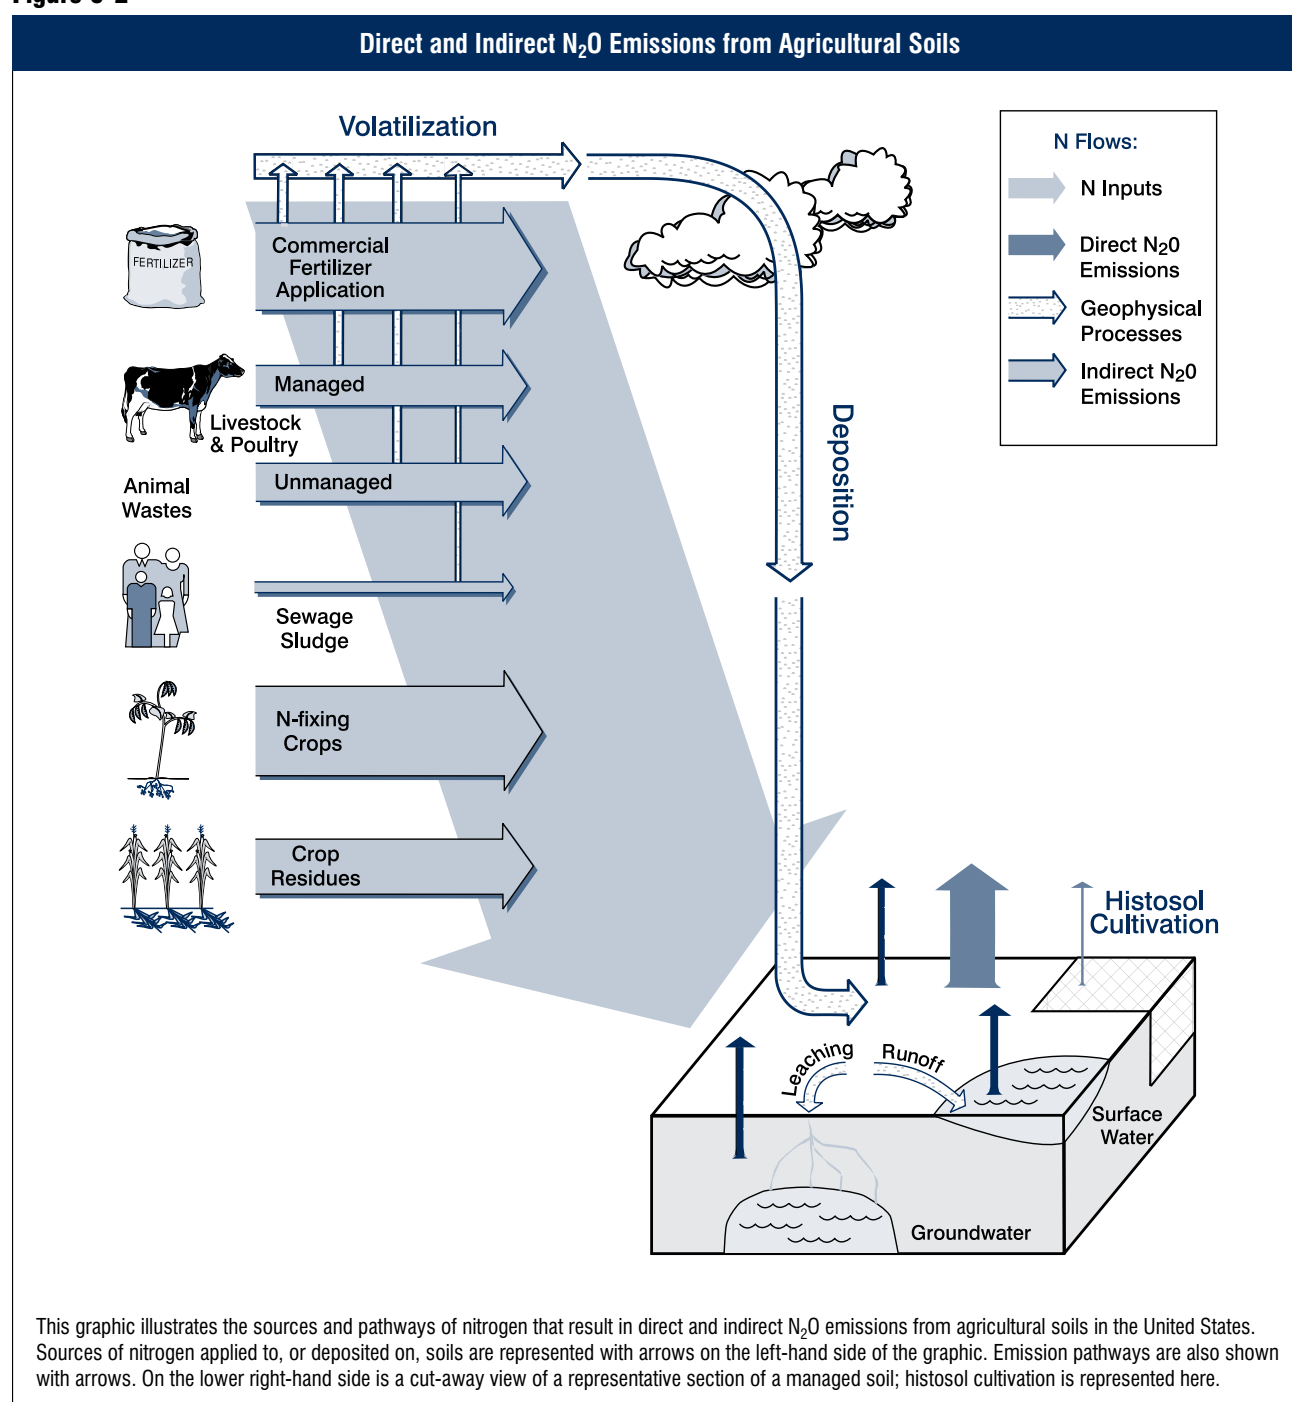 Direct and Indirect N₂O Emissions from Agricultural Soils
Volatilization
N Flows:
N Inputs
Direct N₂0
Emissions
Geophysical
Processes
Indirect N₂0
Emissions
FERTILIZER
Commercial
Fertilizer
Application
Managed
Livestock
& Poultry
Unmanaged
Animal
Wastes
Deposition
Sewage
Sludge
N-fixing
Crops
Crop
Residues
Histosol
Cultivation
Leaching
Runoff
Surface
Water
Groundwater
This graphic illustrates the sources and pathways of nitrogen that result in direct and indirect N₂O emissions from agricultural soils in the United States.
Sources of nitrogen applied to, or deposited on, soils are represented with arrows on the left-hand side of the graphic. Emission pathways are also shown
with arrows. On the lower right-hand side is a cut-away view of a representative section of a managed soil; histosol cultivation is represented here.